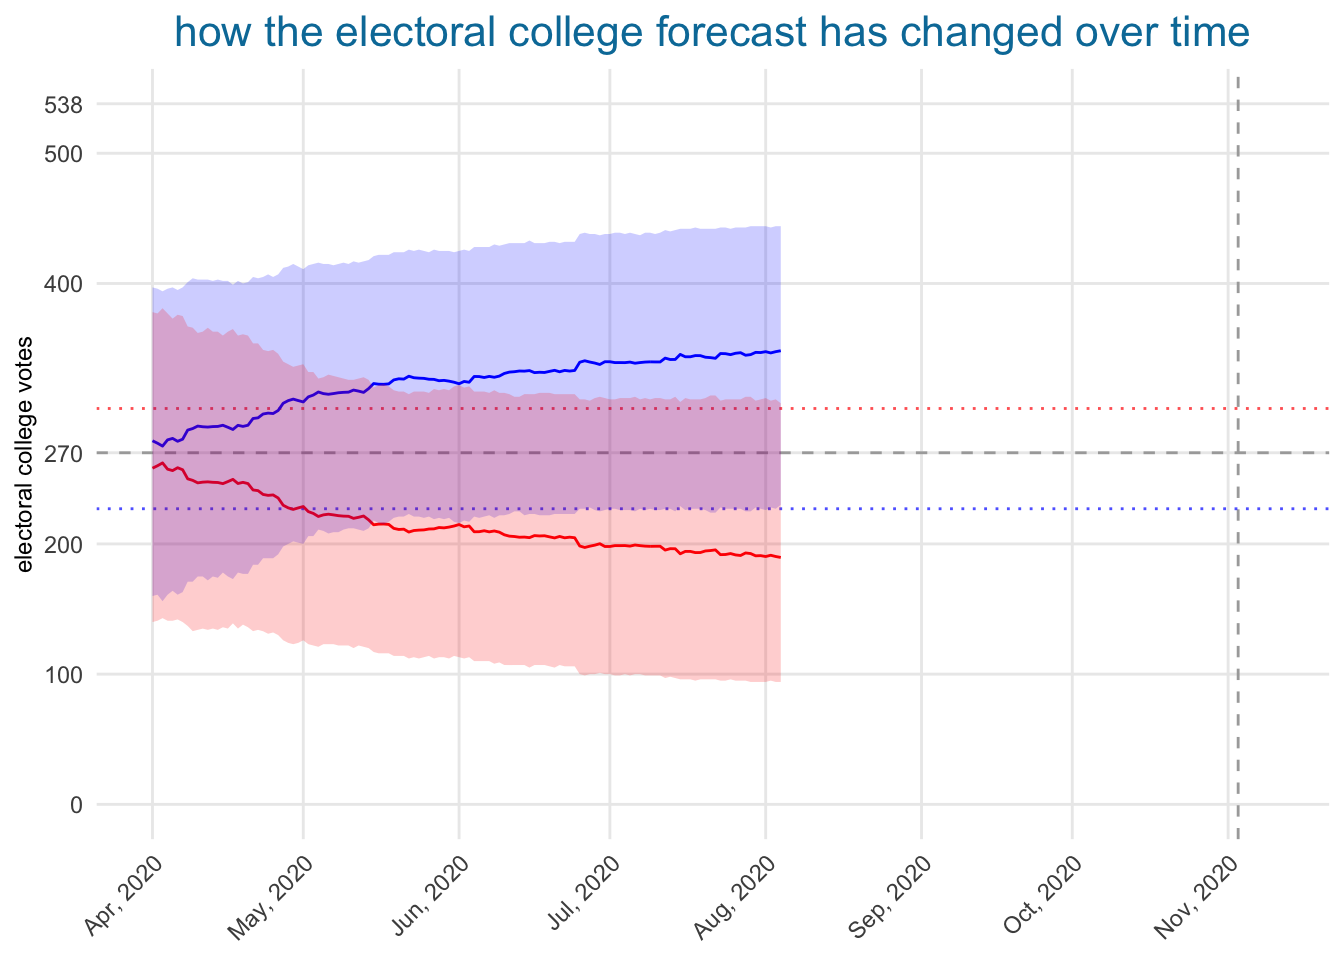 how the electoral college forecast has changed over time
538
500
400
270
200
100
0
electoral college votes
Apr, 2020
May, 2020
Jun, 2020
Jul, 2020
Aug, 2020
Sep, 2020
Oct, 2020
Nov, 2020